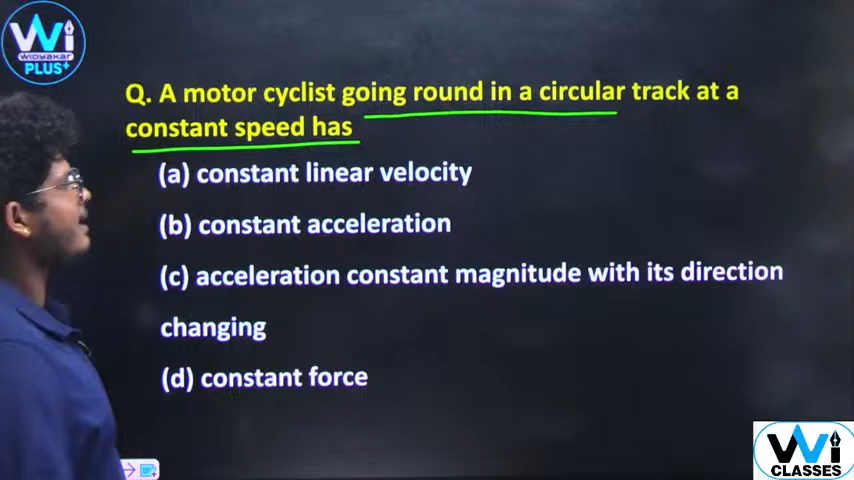 Wi
WIDYAKAR
PLUS+
Q. A motor cyclist going round in a circular track at a
constant speed has
(a) constant linear velocity
(b) constant acceleration
(c) acceleration constant magnitude with its direction
changing
(d) constant force
Wi
CLASSES